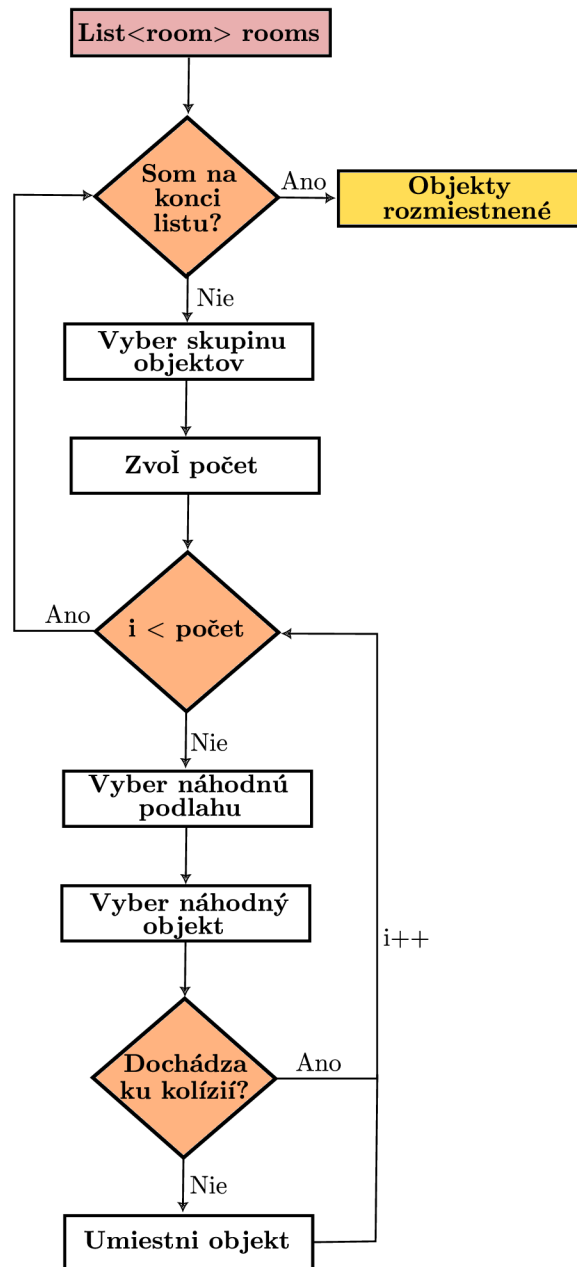 List<room> rooms
Som na
konci
listu?
Ano
Objekty
rozmiestnené
Nie
Vyber skupinu
objektov
Zvoľ počet
i < počet
Ano
Nie
Vyber náhodnú
podlahu
Vyber náhodný
objekt
i++
Dochádza
ku kolízií?
Ano
Nie
Umiestni objekt